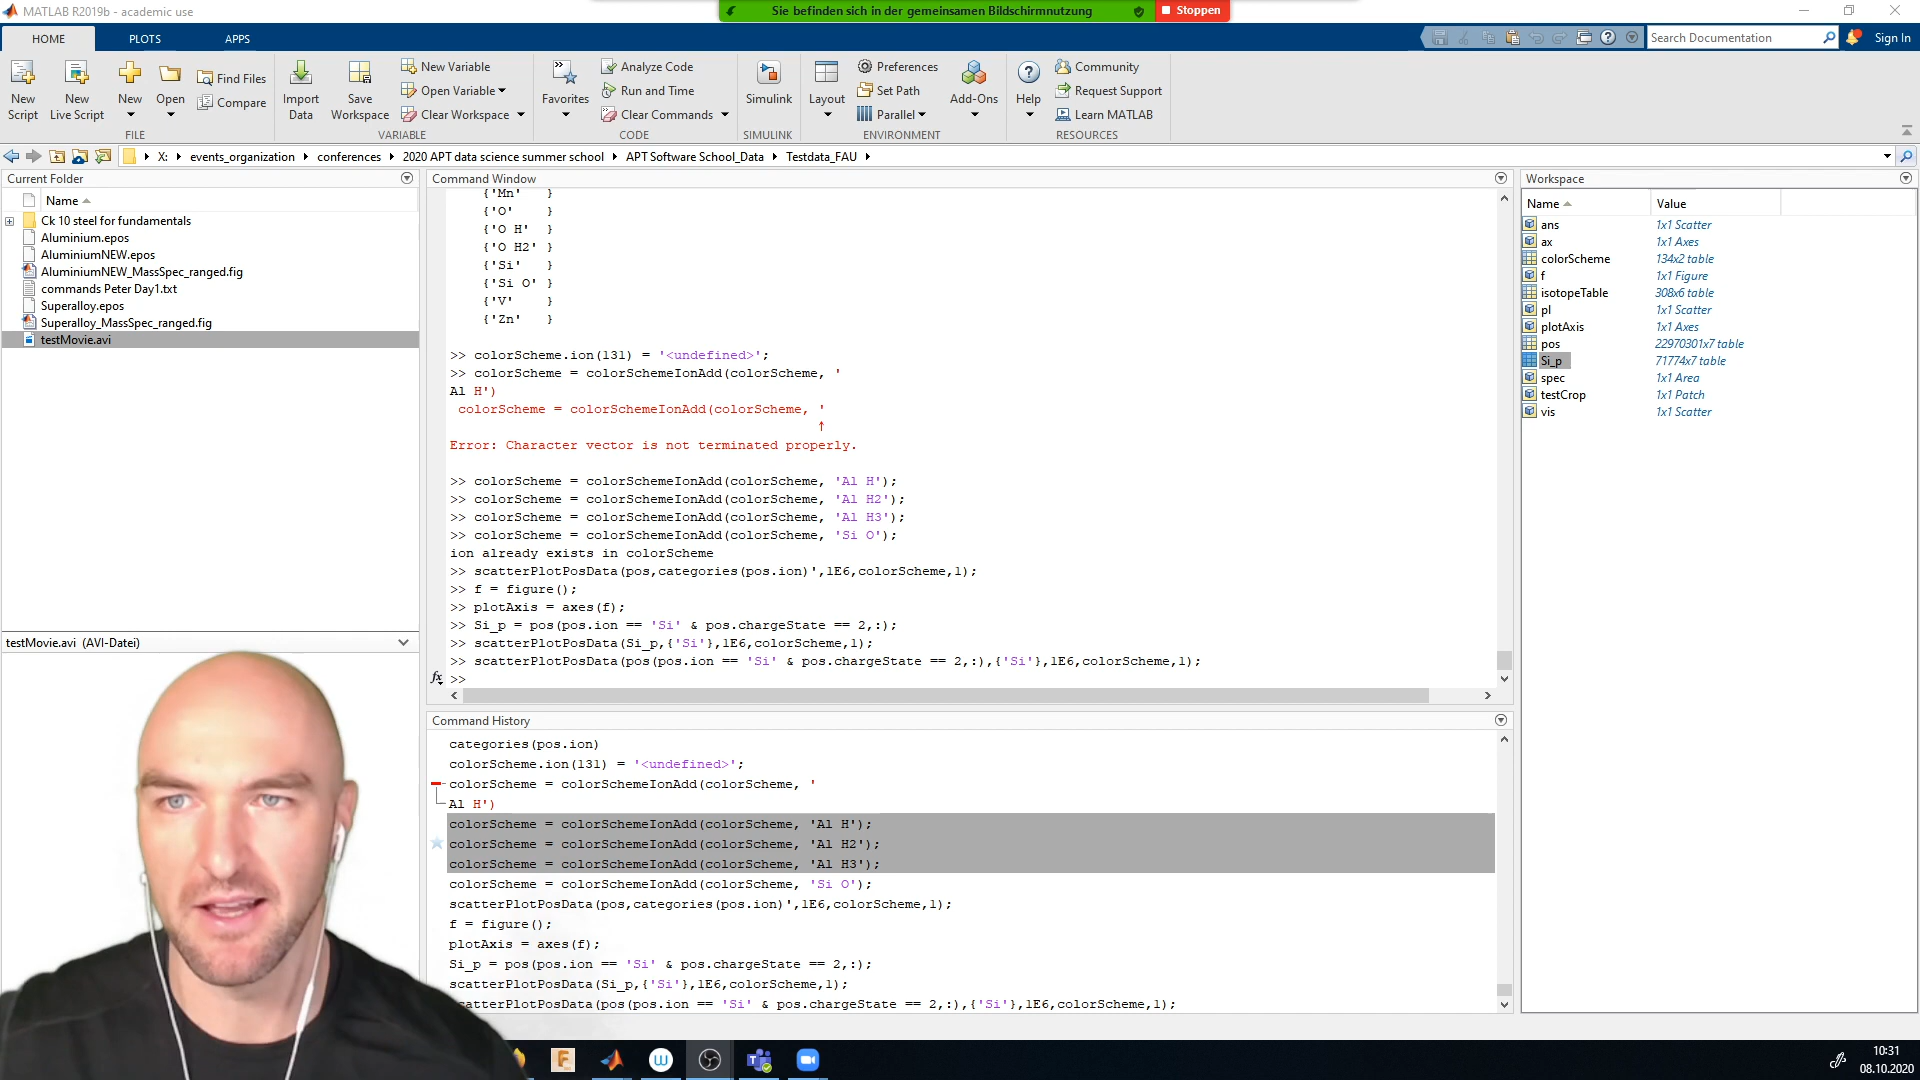 MATLAB R2019b - academic use
Sie befinden sich in der gemeinsamen Bildschirmnutzung
Stoppen
HOME
PLOTS
APPS
Search Documentation
Sign In
New Script
New Live Script
New
Open
Find Files
Compare
FILE
Import Data
Save Workspace
New Variable
Open Variable
Clear Workspace
VARIABLE
Favorites
Analyze Code
Run and Time
Clear Commands
CODE
Simulink
SIMULINK
Layout
Preferences
Set Path
Parallel
Add-Ons
ENVIRONMENT
Help
Community
Request Support
Learn MATLAB
RESOURCES
X: events_organization conferences 2020 APT data science summer school APT Software School_Data Testdata_FAU
Current Folder
Name
Ck 10 steel for fundamentals
Aluminium.epos
AluminiumNEW.epos
AluminiumNEW_MassSpec_ranged.fig
commands Peter Day1.txt
Superalloy.epos
Superalloy_MassSpec_ranged.fig
testMovie.avi
testMovie.avi (AVI-Datei)
Command Window
{'Mn' }
{'O' }
{'O H' }
{'O H2' }
{'Si' }
{'Si O' }
{'V' }
{'Zn' }
>> colorScheme.ion(131) = '<undefined>';
>> colorScheme = colorSchemeIonAdd(colorScheme, '
Al H')
colorScheme = colorSchemeIonAdd(colorScheme, '
↑
Error: Character vector is not terminated properly.
>> colorScheme = colorSchemeIonAdd(colorScheme, 'Al H');
>> colorScheme = colorSchemeIonAdd(colorScheme, 'Al H2');
>> colorScheme = colorSchemeIonAdd(colorScheme, 'Al H3');
>> colorScheme = colorSchemeIonAdd(colorScheme, 'Si O');
ion already exists in colorScheme
>> scatterPlotPosData(pos,categories(pos.ion)',1E6,colorScheme,1);
>> f = figure();
>> plotAxis = axes(f);
>> Si_p = pos(pos.ion == 'Si' & pos.chargeState == 2,:);
>> scatterPlotPosData(Si_p,{'Si'},1E6,colorScheme,1);
>> scatterPlotPosData(pos(pos.ion == 'Si' & pos.chargeState == 2,:),{'Si'},1E6,colorScheme,1);
fx >>
Command History
categories(pos.ion)
colorScheme.ion(131) = '<undefined>';
colorScheme = colorSchemeIonAdd(colorScheme, '
Al H')
colorScheme = colorSchemeIonAdd(colorScheme, 'Al H');
colorScheme = colorSchemeIonAdd(colorScheme, 'Al H2');
colorScheme = colorSchemeIonAdd(colorScheme, 'Al H3');
colorScheme = colorSchemeIonAdd(colorScheme, 'Si O');
scatterPlotPosData(pos,categories(pos.ion)',1E6,colorScheme,1);
f = figure();
plotAxis = axes(f);
Si_p = pos(pos.ion == 'Si' & pos.chargeState == 2,:);
scatterPlotPosData(Si_p,{'Si'},1E6,colorScheme,1);
catterPlotPosData(pos(pos.ion == 'Si' & pos.chargeState == 2,:),{'Si'},1E6,colorScheme,1);
Workspace
Name Value
ans 1x1 Scatter
ax 1x1 Axes
colorScheme 134x2 table
f 1x1 Figure
isotopeTable 308x6 table
pl 1x1 Scatter
plotAxis 1x1 Axes
pos 22970301x7 table
Si_p 71774x7 table
spec 1x1 Area
testCrop 1x1 Patch
vis 1x1 Scatter
10:31
08.10.2020